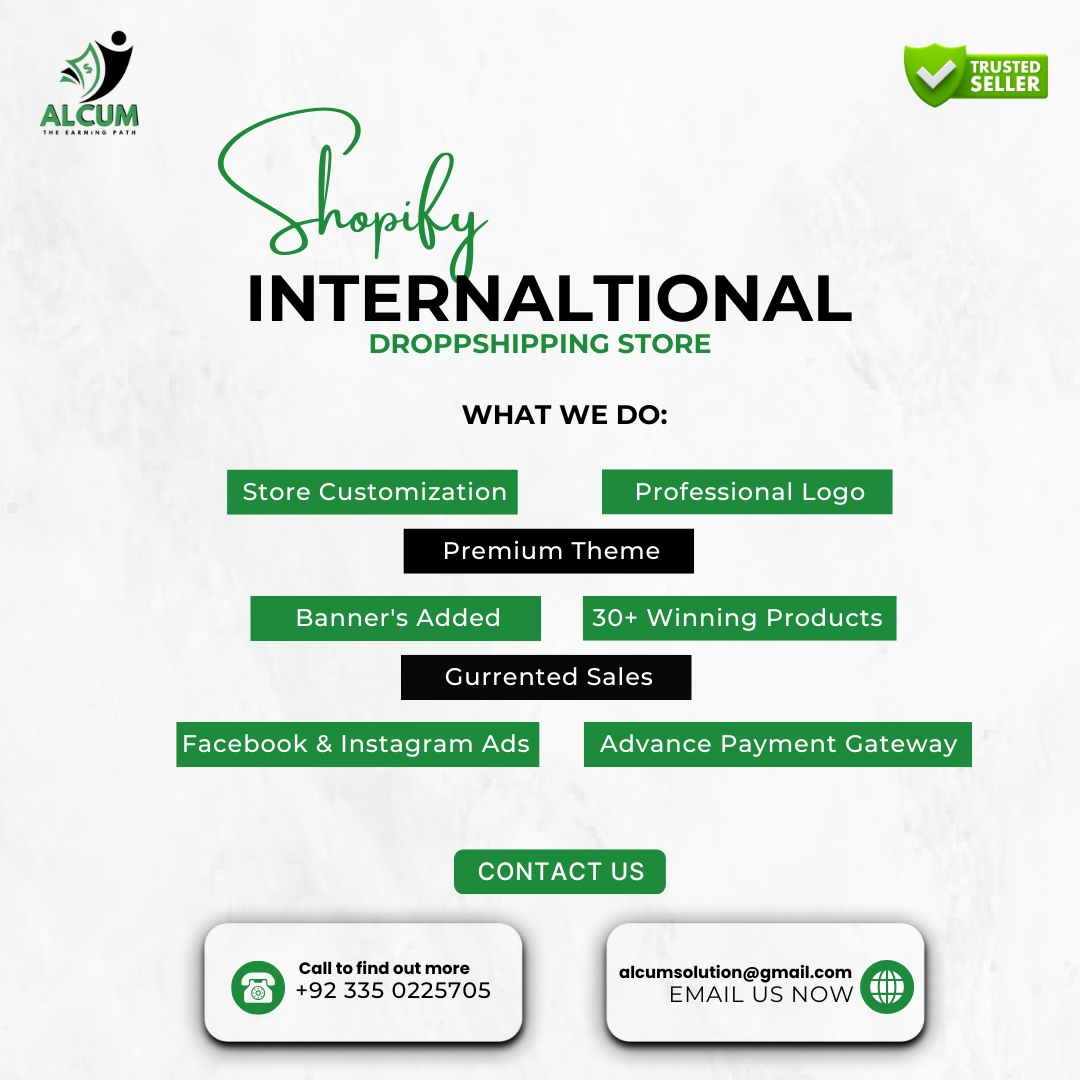 ALCUM
THE EARNING PATH
TRUSTED
SELLER
Shopify
INTERNALTIONAL
DROPPSHIPPING STORE
WHAT WE DO:
Store Customization
Professional Logo
Premium Theme
Banner's Added
30+ Winning Products
Gurrented Sales
Facebook & Instagram Ads
Advance Payment Gateway
CONTACT US
Call to find out more
+92 335 0225705
alcumsolution@gmail.com
EMAIL US NOW